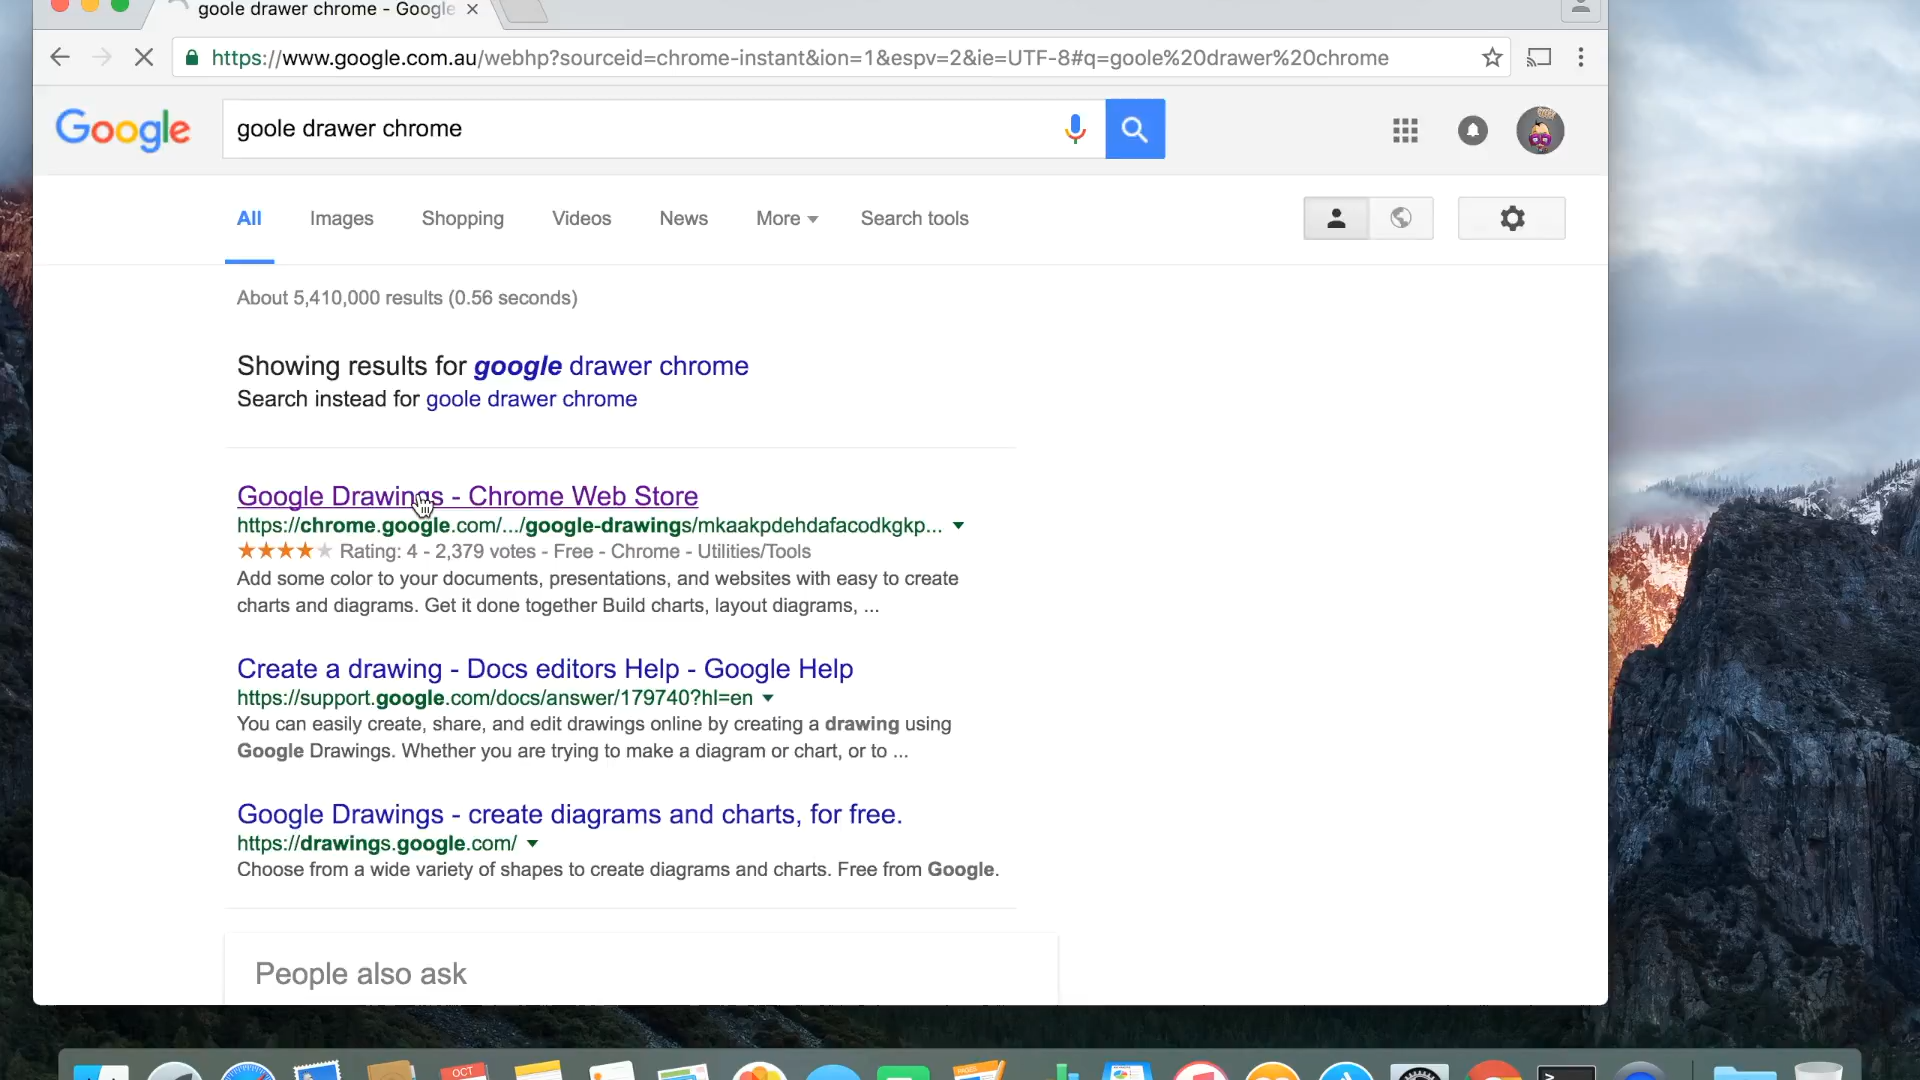 goole drawer chrome - Google
https://www.google.com.au/webhp?sourceid=chrome-instant&ion=1&espv=2&ie=UTF-8#q=goole%20drawer%20chrome
Google
goole drawer chrome
All Images Shopping Videos News More Search tools
About 5,410,000 results (0.56 seconds)
Showing results for google drawer chrome
Search instead for goole drawer chrome
Google Drawings - Chrome Web Store
https://chrome.google.com/.../google-drawings/mkaakpdehdafacodkgkp...
Rating: 4 - 2,379 votes - Free - Chrome - Utilities/Tools
Add some color to your documents, presentations, and websites with easy to create
charts and diagrams. Get it done together Build charts, layout diagrams, ...
Create a drawing - Docs editors Help - Google Help
https://support.google.com/docs/answer/179740?hl=en
You can easily create, share, and edit drawings online by creating a drawing using
Google Drawings. Whether you are trying to make a diagram or chart, or to ...
Google Drawings - create diagrams and charts, for free.
https://drawings.google.com/
Choose from a wide variety of shapes to create diagrams and charts. Free from Google.
People also ask
OCT
PAGES